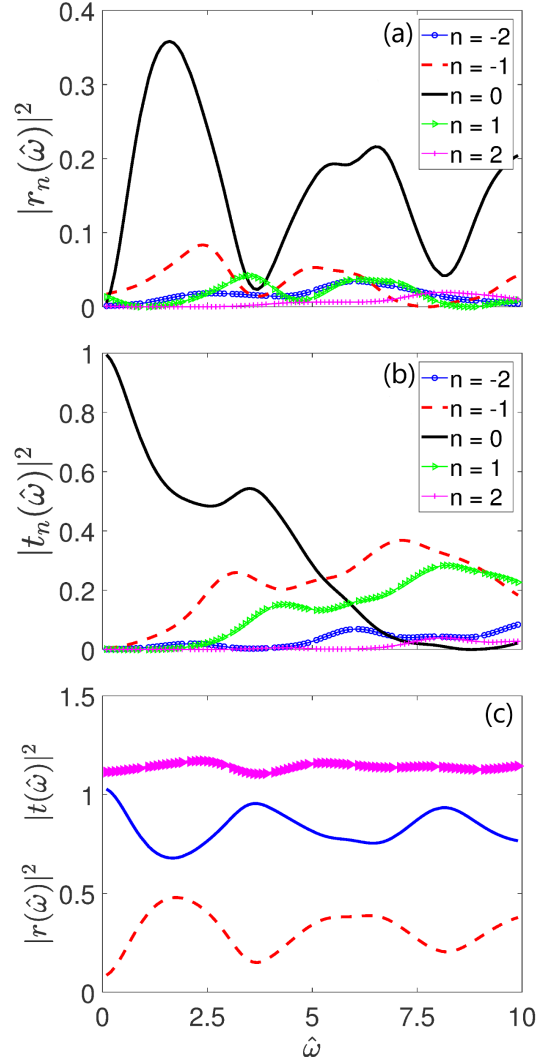 (a)
n = -2
n = -1
n = 0
n = 1
n = 2
0.4
0.3
0.2
0.1
0
|r_n(ω̂)|²
(b)
n = -2
n = -1
n = 0
n = 1
n = 2
1
0.8
0.6
0.4
0.2
0
|t_n(ω̂)|²
(c)
1.5
1
0.5
0
|r(ω̂)|² |t(ω̂)|²
0 2.5 5 7.5 10
ω̂